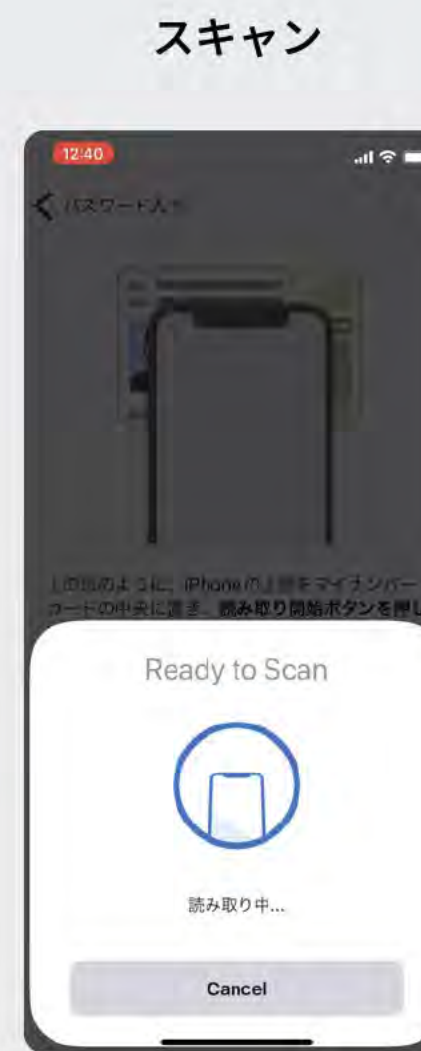 スキャン
12:40
パスワード入力
上の図のように、iPhoneの上部をマイナンバー
カードの中央に置き、読み取り開始ボタンを押し
Ready to Scan
読み取り中...
Cancel